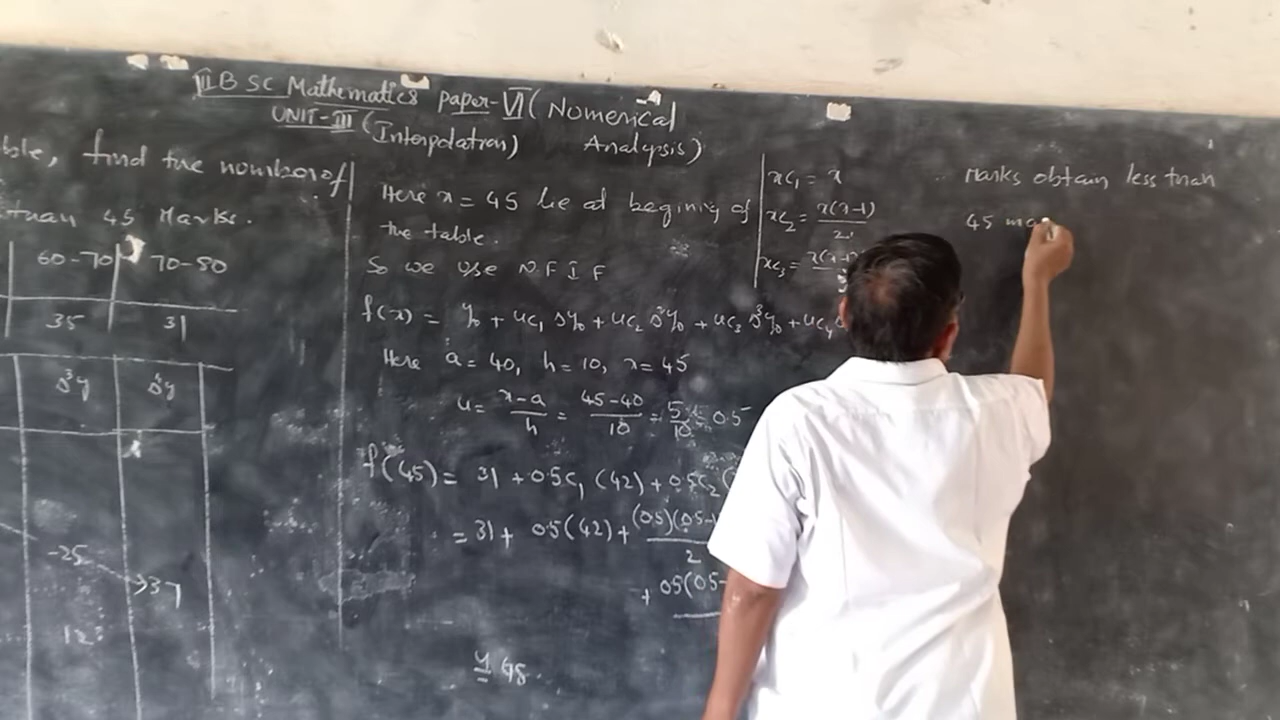 III B SC Mathematics paper-VI (Numerical
UNIT-III (Interpolation) Analysis)
ble, find the number of
than 45 Marks.
60-70 70-80
35 31
Δ³y Δ⁴y
-25
37
12
Here x = 45 lie at begining of
the table.
So we use N.F.I.F
f(x) = y₀ + uc₁ Δy₀ + uc₂ Δ²y₀ + uc₃ Δ³y₀ + uc₄
Here a = 40, h = 10, x = 45
u = x-a/h = 45-40/10 = 5/10 = 0.5
f(45) = 31 + 0.5c₁ (42) + 0.5c₂ (
= 31 + 0.5(42) + (0.5)(0.5-1
2
+ 0.5(0.5-
48
xc₁ = x
xc₂ = x(x-1)/2!
xc₃ = x(x-1
Marks obtain less than
45 ma